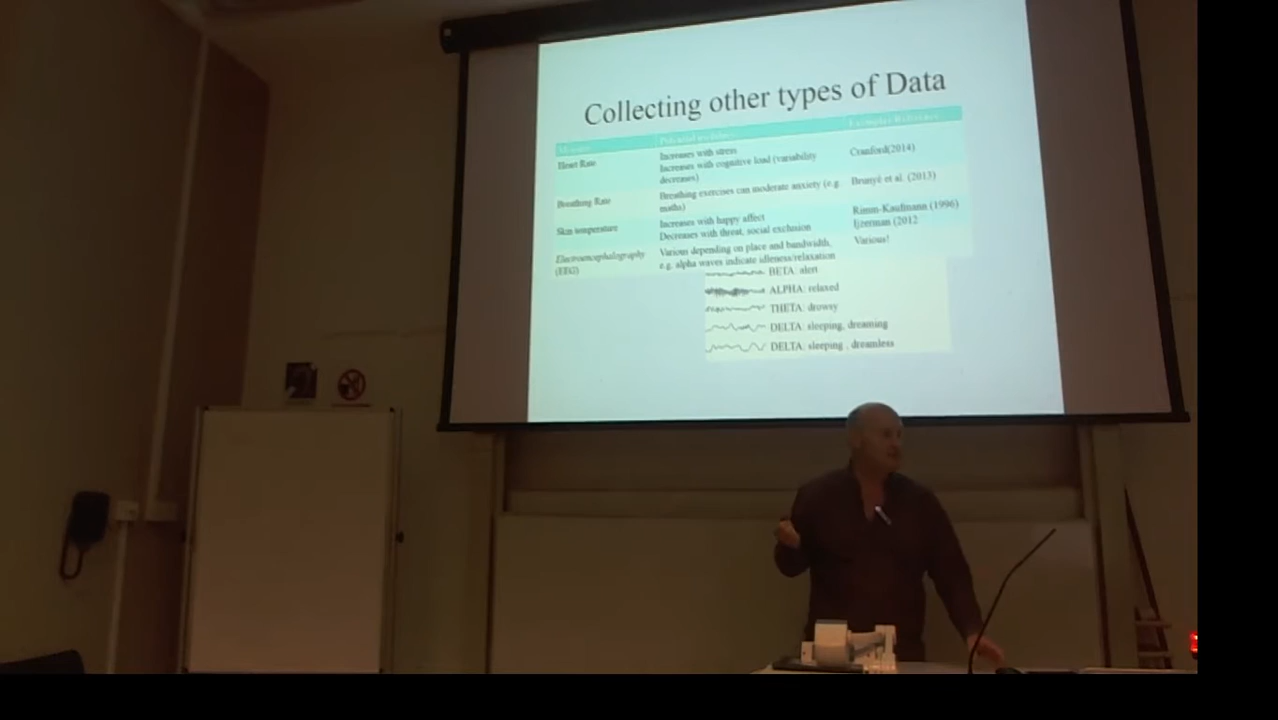 Collecting other types of Data
Measure
Exemplar Reference
Heart Rate
Increases with stress
Increases with cognitive load (variability
decreases)
Cranford(2014)
Breathing Rate
Breathing exercises can moderate anxiety (e.g.
maths)
Brunyé et al. (2013)
Skin temperature
Increases with happy affect
Decreases with threat, social exclusion
Rimm-Kaufmann (1996)
Ijzerman (2012
Electroencephalography
(EEG)
Various depending on place and bandwidth,
e.g. alpha waves indicate idleness/relaxation
Various!
BETA: alert
ALPHA: relaxed
THETA: drowsy
DELTA: sleeping, dreaming
DELTA: sleeping , dreamless